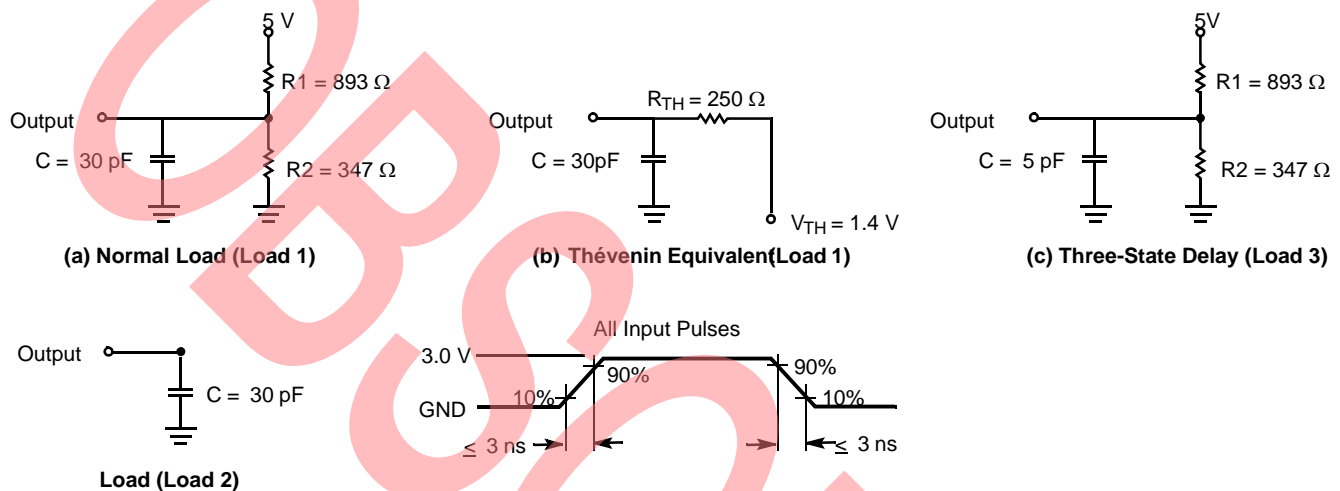 5 V
R1 = 893 Ω
Output
C = 30 pF
R2 = 347 Ω
(a) Normal Load (Load 1)
RTH = 250 Ω
Output
C = 30pF
VTH = 1.4 V
(b) Thévenin Equivalent(Load 1)
5V
R1 = 893 Ω
Output
C = 5 pF
R2 = 347 Ω
(c) Three-State Delay (Load 3)
Output
C = 30 pF
Load (Load 2)
All Input Pulses
3.0 V
90%
10%
GND
≤ 3 ns
90%
10%
≤ 3 ns